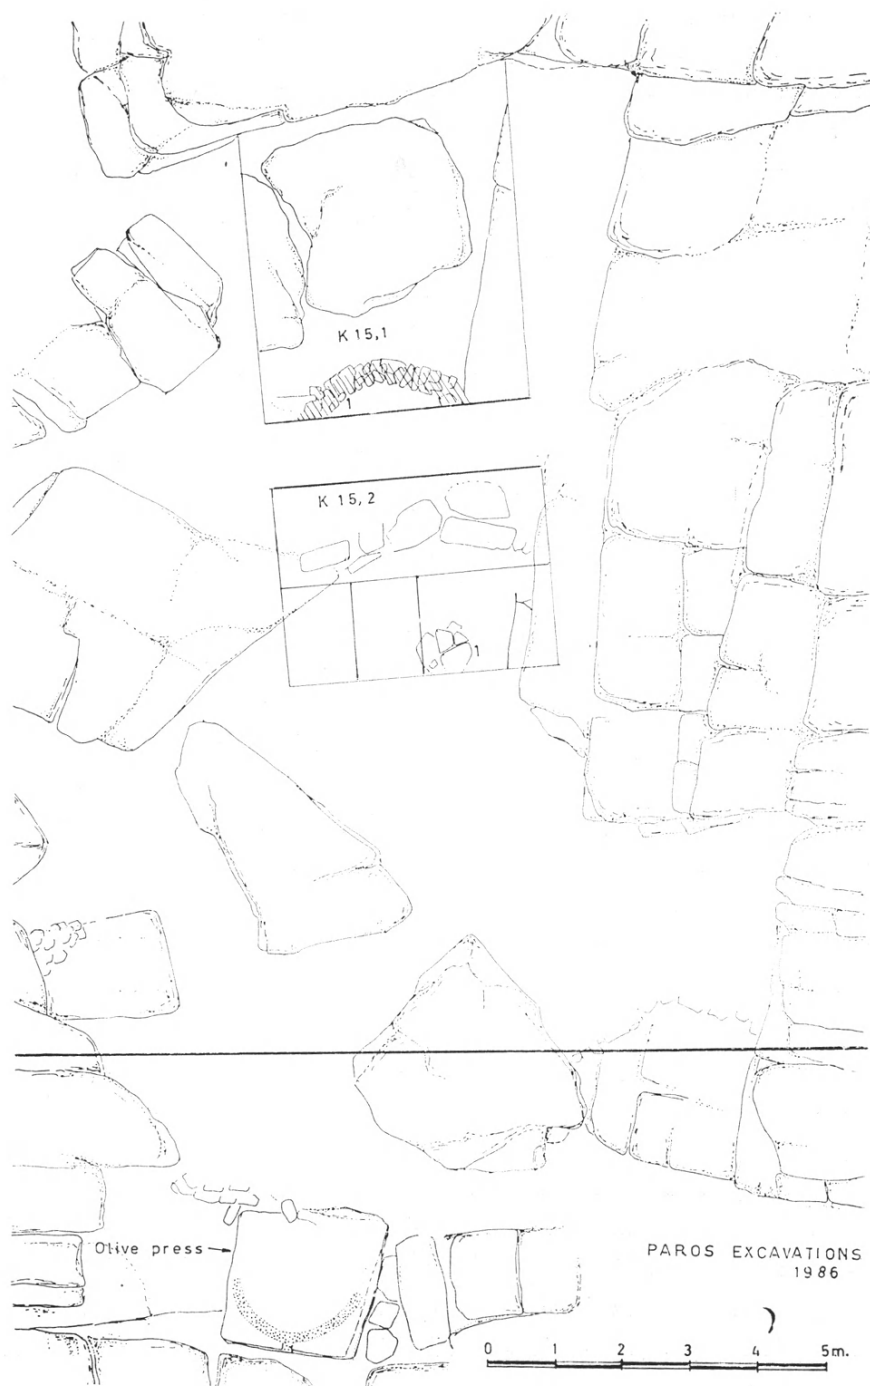 K 15,1
1
K 15,2
1
Olive press
PAROS EXCAVATIONS
1986
0 1 2 3 4 5m.